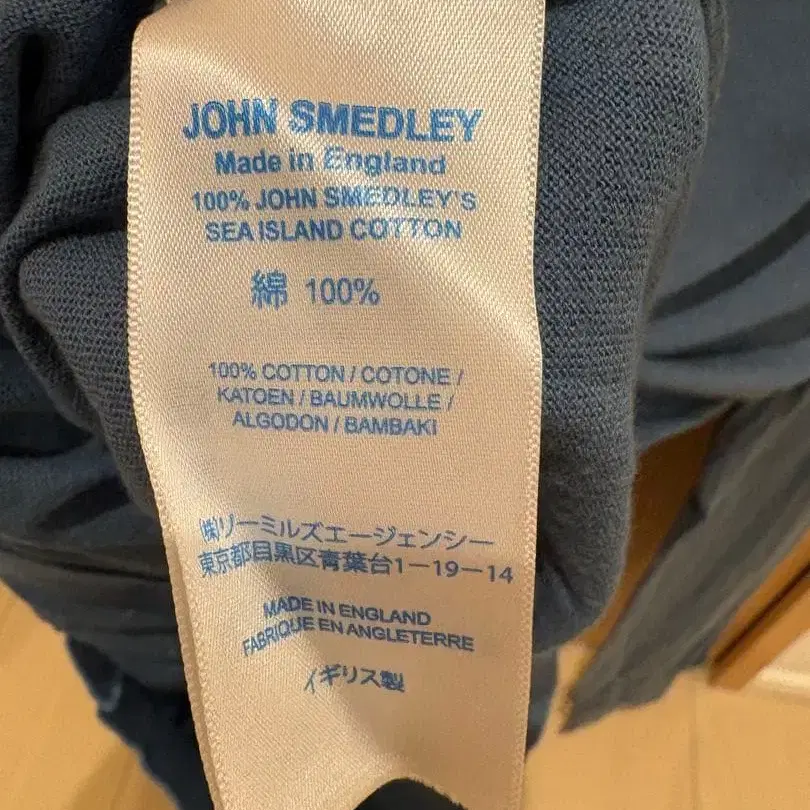 JOHN SMEDLEY
Made in England
100% JOHN SMEDLEY'S
SEA ISLAND COTTON
綿 100%
100% COTTON / COTONE /
KATOEN / BAUMWOLLE /
ALGODON / BAMBAKI
㈱リーミルズエージェンシー
東京都目黒区青葉台1-19-14
MADE IN ENGLAND
FABRIQUE EN ANGLETERRE
イギリス製